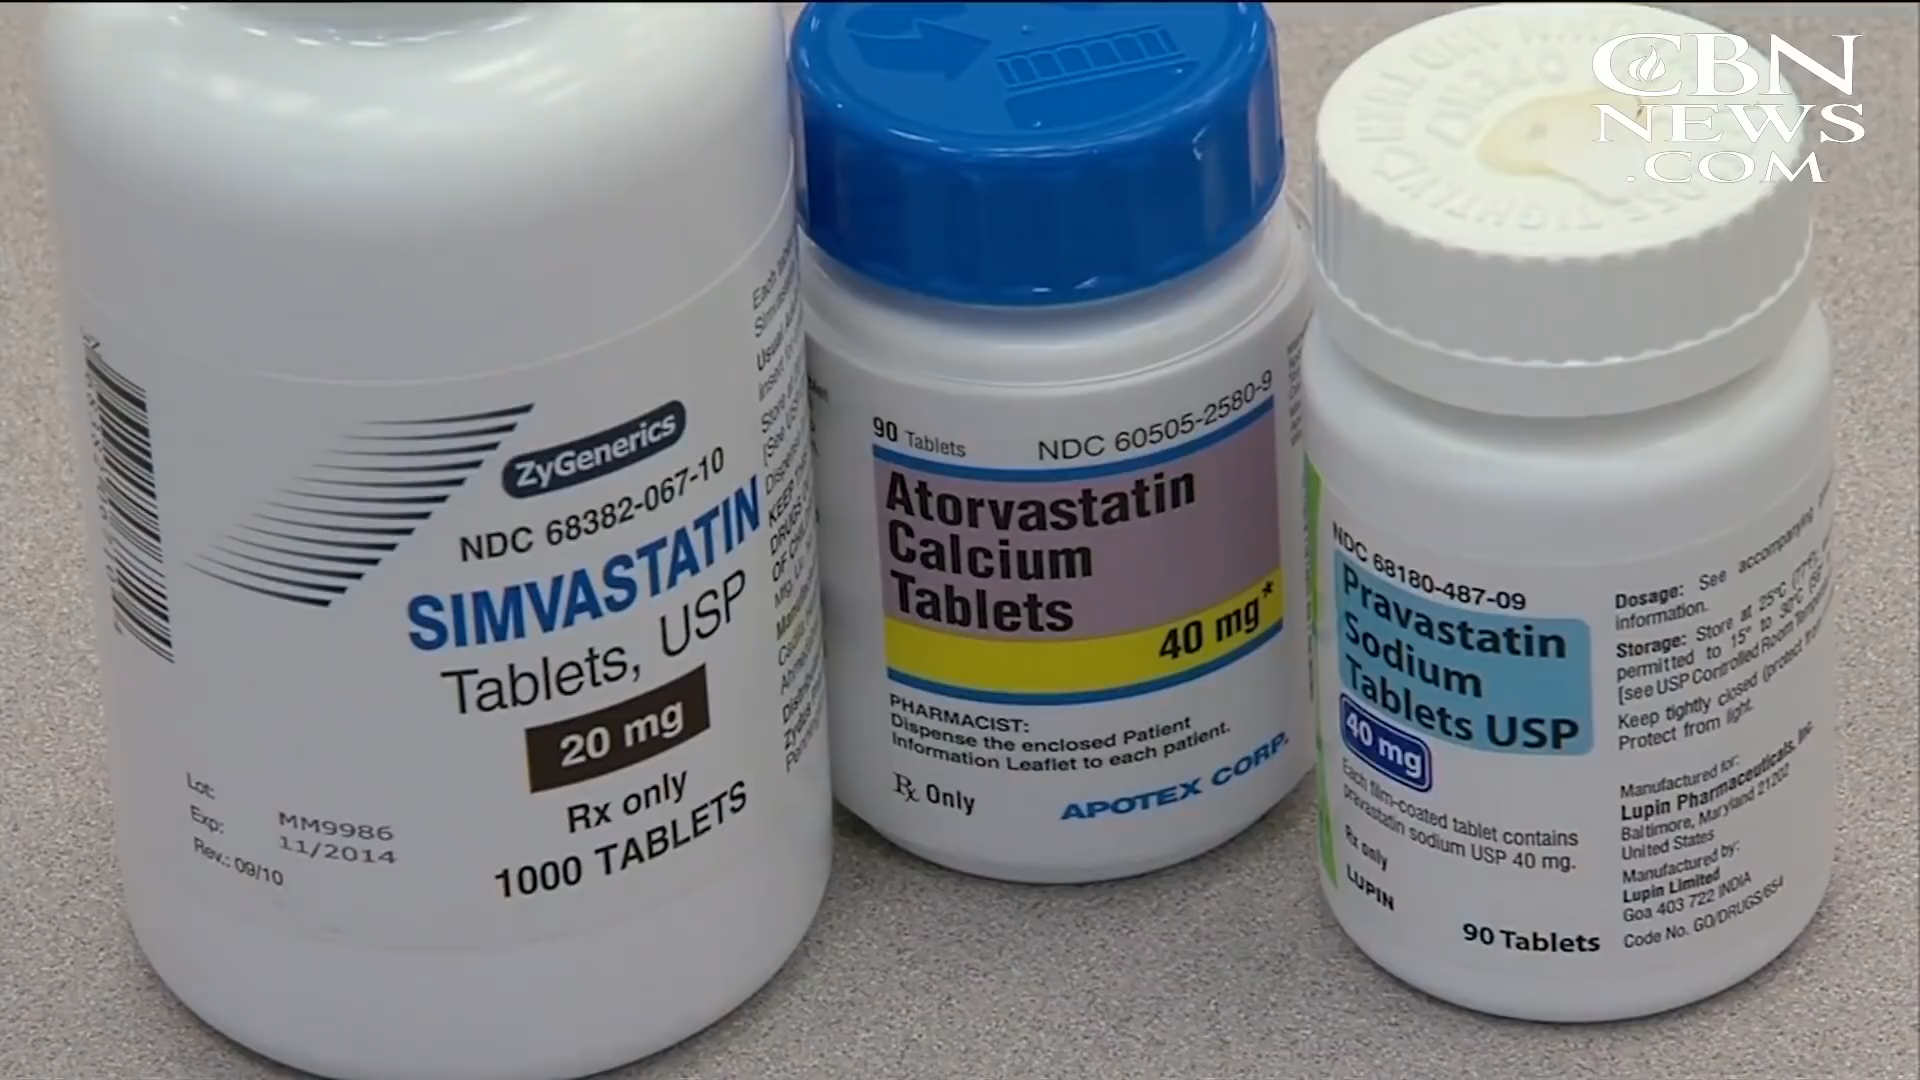 CBN
NEWS
.COM
ZyGenerics
NDC 68382-067-10
SIMVASTATIN
Tablets, USP
20 mg
Rx only
1000 TABLETS
Lot: MM9986
Exp: 11/2014
Rev.: 09/10
90 Tablets NDC 60505-2580-9
Atorvastatin
Calcium
Tablets
40 mg*
PHARMACIST:
Dispense the enclosed Patient
Information Leaflet to each patient.
Rx Only
APOTEX CORP.
NDC 68180-487-09
Pravastatin
Sodium
Tablets USP
40 mg
Each film-coated tablet contains
pravastatin sodium USP 40 mg.
Rx only
LUPIN
90 Tablets
Dosage: See accompanying
information.
Storage: Store at 25°C (77°F);
permitted to 15° to 30°C
[see USP Controlled Room
Keep tightly closed (protect
Protect from light.
Manufactured for:
Lupin Pharmaceuticals, Inc.
Baltimore, Maryland 21202
United States
Manufactured by:
Lupin Limited
Goa 403 722 INDIA
Code No. GO/DRUGS/654